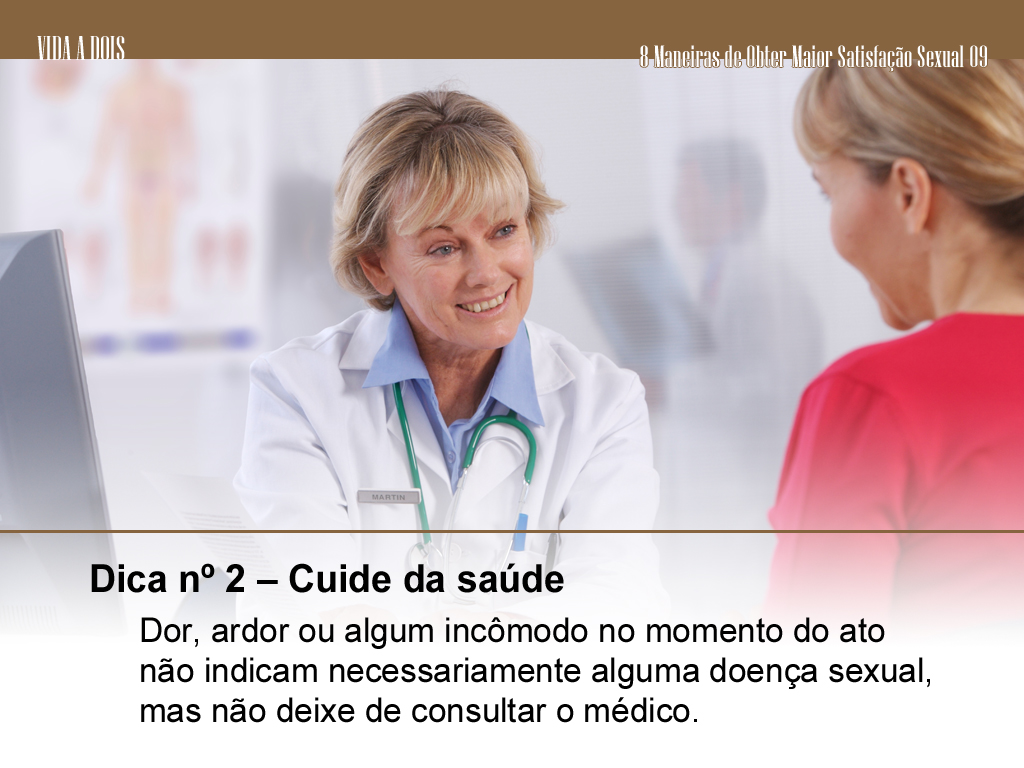 VIDA A DOIS
8 Maneiras de Obter Maior Satisfação Sexual 09
MARTIN
Dica nº 2 – Cuide da saúde
Dor, ardor ou algum incômodo no momento do ato
não indicam necessariamente alguma doença sexual,
mas não deixe de consultar o médico.